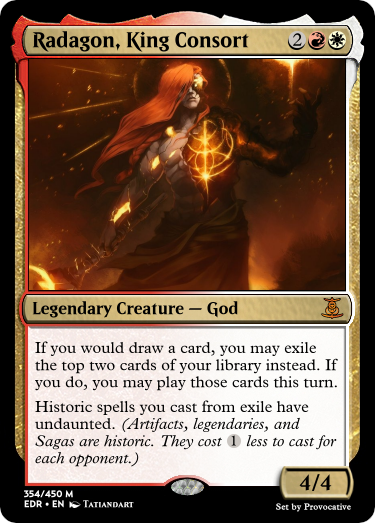 Radagon, King Consort 2
Legendary Creature — God
If you would draw a card, you may exile
the top two cards of your library instead. If
you do, you may play those cards this turn.
Historic spells you cast from exile have
undaunted. (Artifacts, legendaries, and
Sagas are historic. They cost 1 less to cast for
each opponent.)
4/4
354/450 M
EDR • EN Tatiandart
Set by Provocative